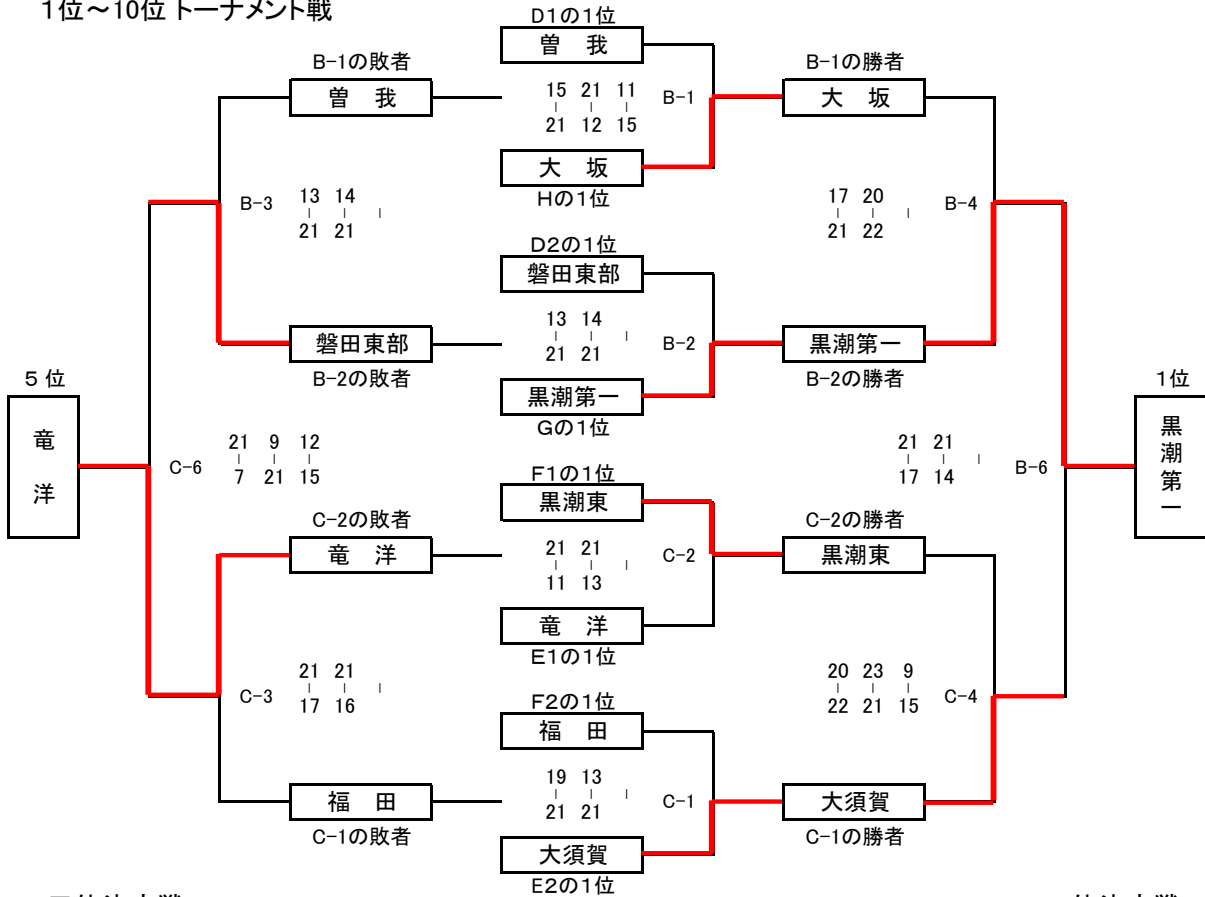 1位～10位 トーナメント戦
D1の1位
曽 我
B-1の敗者
曽 我
B-1の勝者
大 坂
15 21 11
21 12 15
B-1
大 坂
Hの1位
B-3
13 14
21 21
17 20
21 22
B-4
D2の1位
磐田東部
13 14
21 21
B-2
磐田東部
B-2の敗者
黒潮第一
B-2の勝者
黒潮第一
Gの1位
5位
竜洋
1位
黒潮第一
C-6
21 9 12
7 21 15
21 21
17 14
B-6
F1の1位
黒潮東
C-2の敗者
竜 洋
C-2の勝者
黒潮東
21 21
11 13
C-2
竜 洋
E1の1位
C-3
21 21
17 16
20 23 9
22 21 15
C-4
F2の1位
福 田
19 13
21 21
C-1
福 田
C-1の敗者
大須賀
C-1の勝者
大須賀
E2の1位